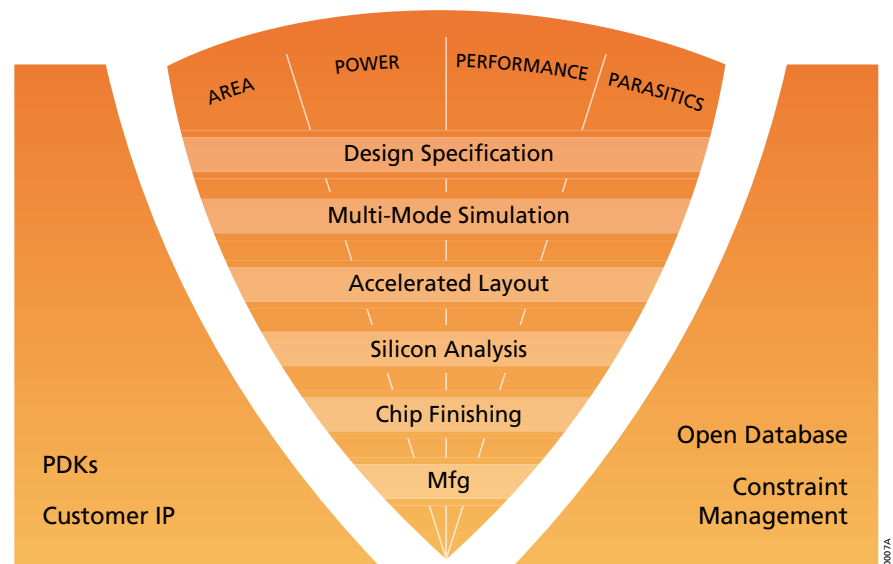 AREA
POWER
PERFORMANCE
PARASITICS
Design Specification
Multi-Mode Simulation
Accelerated Layout
Silicon Analysis
Chip Finishing
Mfg
PDKs
Customer IP
Open Database
Constraint
Management